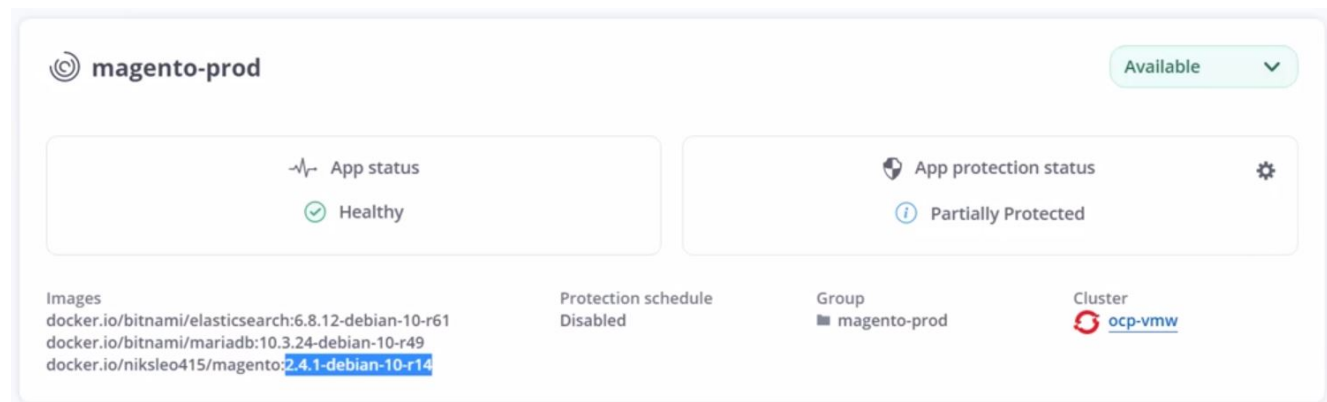 magento-prod
Available
App status
Healthy
App protection status
Partially Protected
Images
docker.io/bitnami/elasticsearch:6.8.12-debian-10-r61
docker.io/bitnami/mariadb:10.3.24-debian-10-r49
docker.io/niksleo415/magento:2.4.1-debian-10-r14
Protection schedule
Disabled
Group
magento-prod
Cluster
ocp-vmw